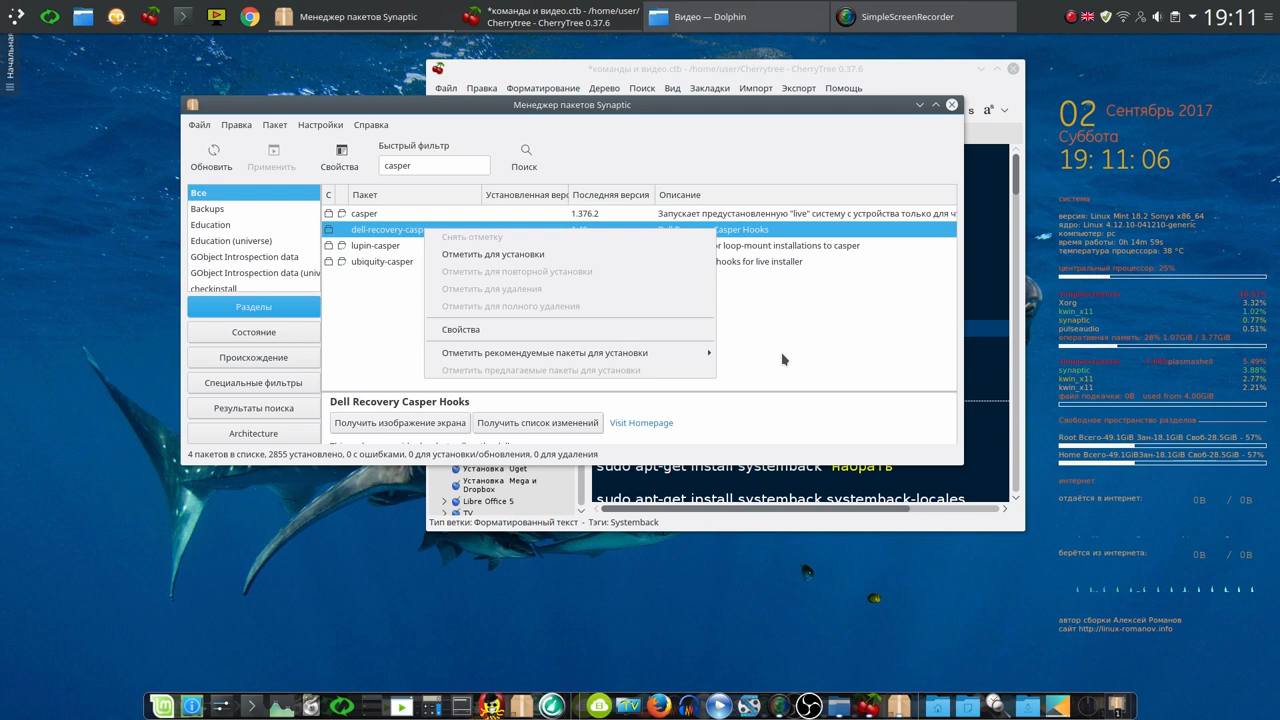 Менеджер пакетов Synaptic
*команды и видео.ctb - /home/user/
Cherrytree - CherryTree 0.37.6
Видео — Dolphin
SimpleScreenRecorder
19:11
Начальная
*команды и видео.ctb - /home/user/Cherrytree - CherryTree 0.37.6
Файл Правка Форматирование Дерево Поиск Вид Закладки Импорт Экспорт Помощь
Менеджер пакетов Synaptic
Файл Правка Пакет Настройки Справка
Быстрый фильтр
casper
Обновить Применить Свойства Поиск
С Пакет Установленная верс Последняя версия Описание
Все
Backups
Education
Education (universe)
GObject Introspection data
GObject Introspection data (univ
checkinstall
casper 1.376.2 Запускает предустановленную "live" систему с устройства только для ч
dell-recovery-casp Casper Hooks
lupin-casper or loop-mount installations to casper
ubiquity-casper hooks for live installer
Снять отметку
Отметить для установки
Отметить для повторной установки
Отметить для удаления
Отметить для полного удаления
Свойства
Отметить рекомендуемые пакеты для установки
Отметить предлагаемые пакеты для установки
Разделы
Состояние
Происхождение
Специальные фильтры
Результаты поиска
Architecture
Dell Recovery Casper Hooks
Получить изображение экрана Получить список изменений Visit Homepage
4 пакетов в списке, 2855 установлено, 0 с ошибками, 0 для установки/обновления, 0 для удаления
Установка Uget
Установка Mega и
Dropbox
Libre Office 5
TV
sudo apt-get install systemback набрать
sudo apt-get install systemback systemback-locales
Тип ветки: Форматированный текст - Тэги: Systemback
02 Сентябрь 2017
Суббота
19: 11: 06
система
версия: Linux Mint 18.2 Sonya x86_64
ядро: Linux 4.12.10-041210-generic
компьютер: pc
время работы: 0h 14m 59s
температура процессора: 38 °C
центральный процессор: 25%
Xorg 3.32%
kwin_x11 1.02%
synaptic 0.77%
pulseaudio 0.51%
оперативная память: 28% 1.07GiB / 3.77GiB
plasmashell 5.49%
synaptic 3.88%
kwin_x11 2.77%
kwin_x11 2.21%
файл подкачки: 0B used from 4.00GiB
Свободное пространство разделов
Root Всего-49.1GiB Зан-18.1GiB Своб-28.5GiB - 57%
Home Всего-49.1GiBЗан-18.1GiB Своб-28.5GiB - 57%
интернет
отдаётся в интернет: 0B / 0B
берётся из интернета: 0B / 0B
автор сборки Алексей Романов
сайт http://linux-romanov.info